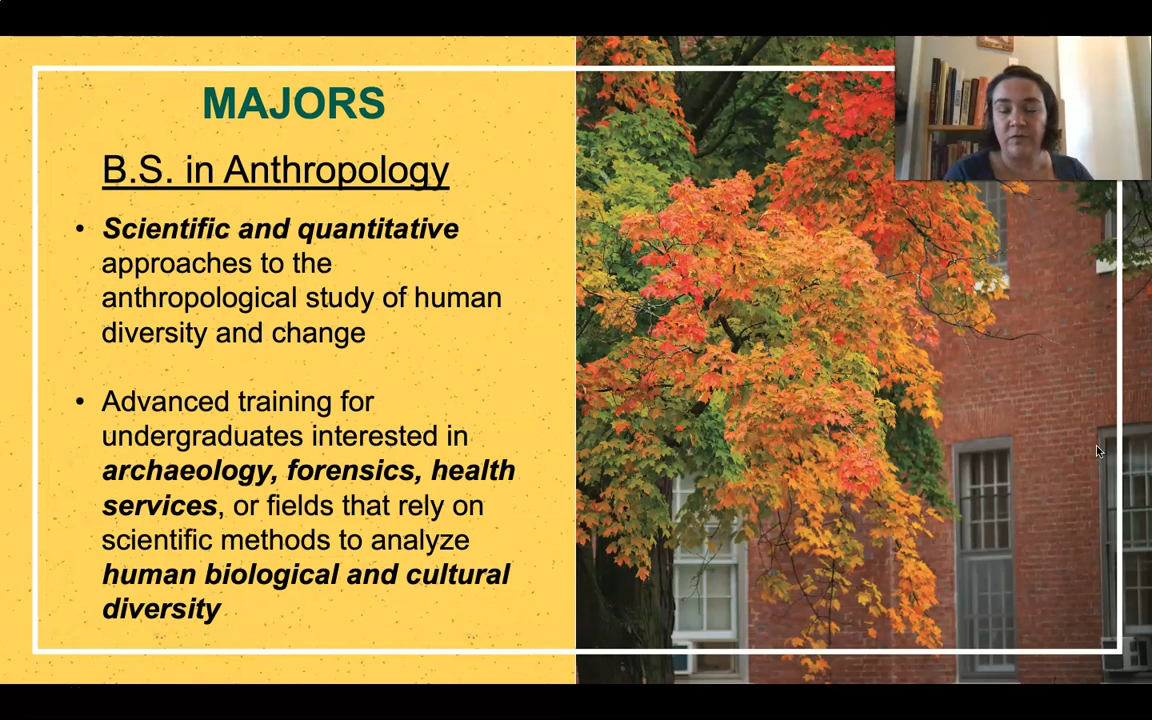 MAJORS
B.S. in Anthropology
• Scientific and quantitative
approaches to the
anthropological study of human
diversity and change
• Advanced training for
undergraduates interested in
archaeology, forensics, health
services, or fields that rely on
scientific methods to analyze
human biological and cultural
diversity